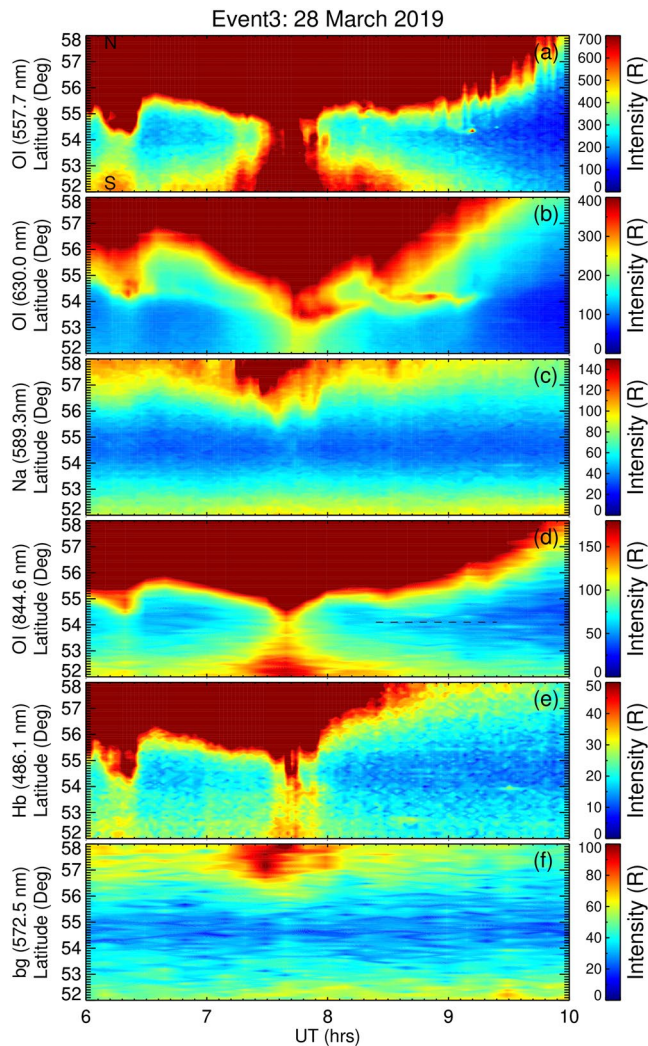 Event3: 28 March 2019
58
57
56
55
54
53
52
OI (557.7 nm)
Latitude (Deg)
N
S
(a)
700
600
500
400
300
200
100
0
Intensity (R)
58
56
55
54
53
52
OI (630.0 nm)
Latitude (Deg)
(b)
400
300
200
100
0
Intensity (R)
58
57
56
55
54
53
52
Na (589.3nm)
Latitude (Deg)
(c)
140
120
100
80
60
40
20
0
Intensity (R)
58
57
56
55
54
53
52
OI (844.6 nm)
Latitude (Deg)
(d)
150
100
50
0
Intensity (R)
58
57
56
55
54
53
52
Hb (486.1 nm)
Latitude (Deg)
(e)
50
40
30
20
10
0
Intensity (R)
58
57
56
55
54
53
52
bg (572.5 nm)
Latitude (Deg)
(f)
100
80
60
40
20
0
Intensity (R)
6
7
8
9
10
UT (hrs)